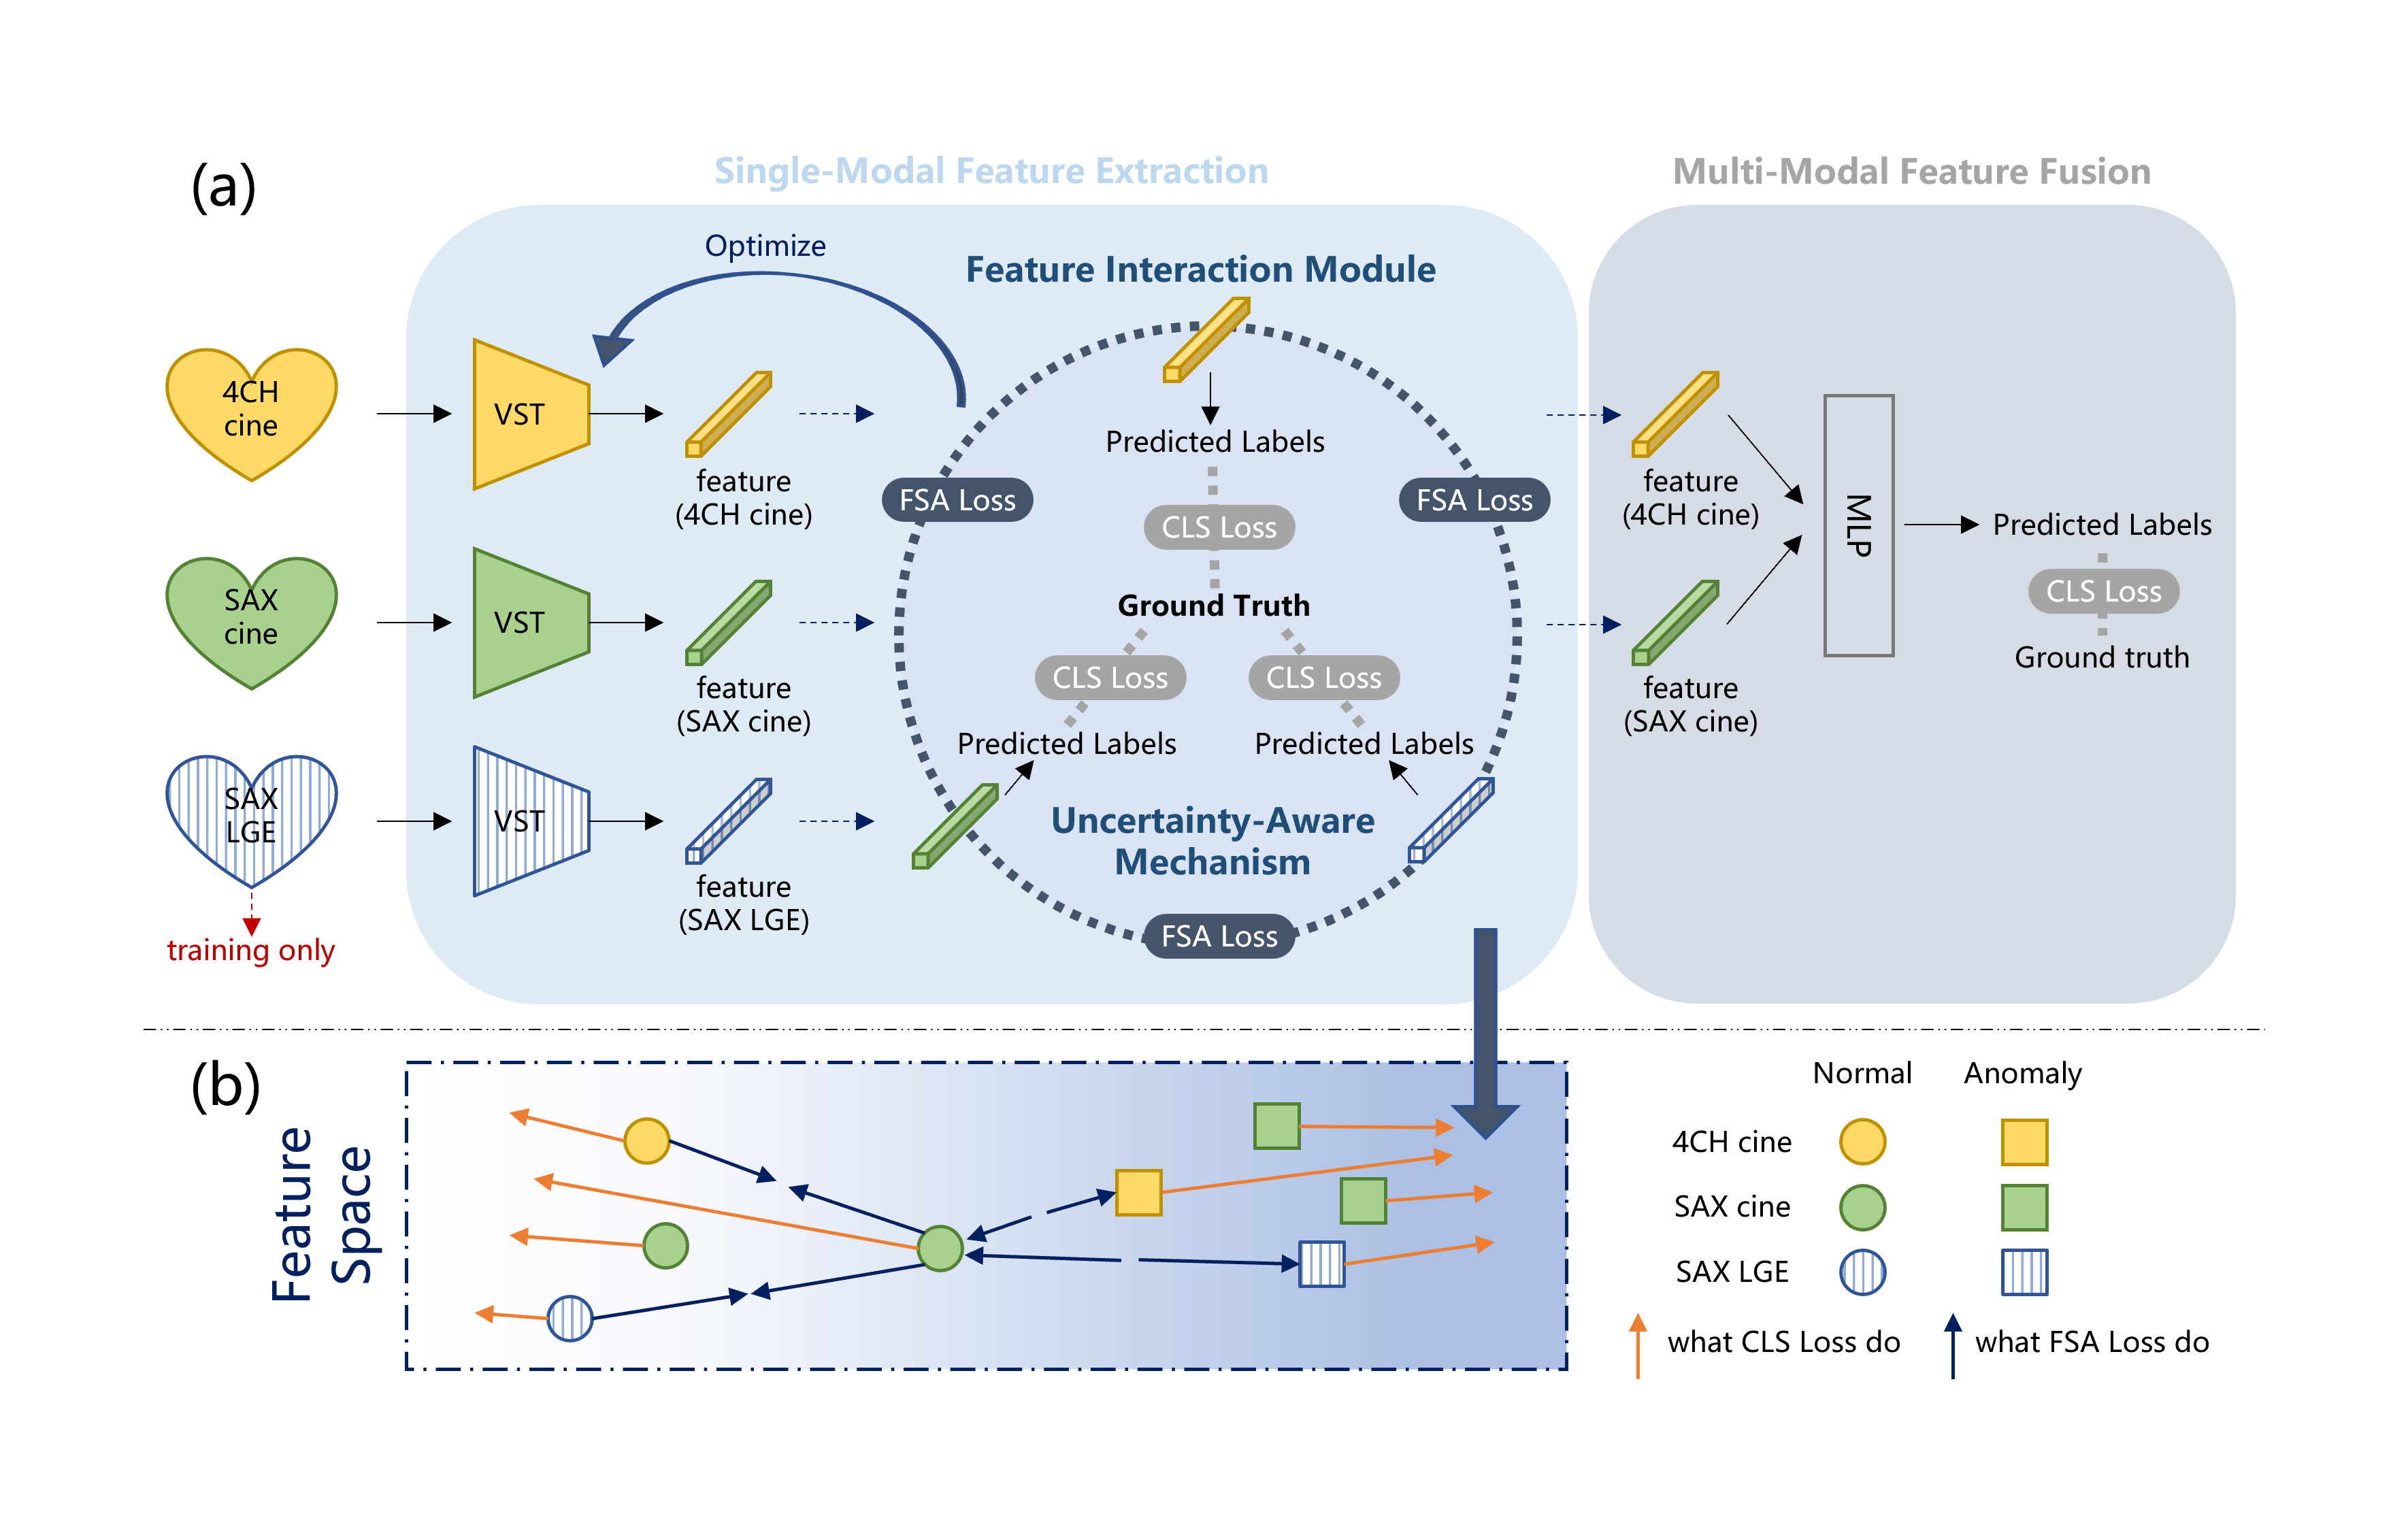 (a)
Single-Modal Feature Extraction
Multi-Modal Feature Fusion
Optimize
Feature Interaction Module
4CH
cine
VST
feature
(4CH cine)
SAX
cine
VST
feature
(SAX cine)
SAX
LGE
VST
feature
(SAX LGE)
training only
Predicted Labels
FSA Loss
FSA Loss
CLS Loss
Ground Truth
CLS Loss
CLS Loss
Predicted Labels
Predicted Labels
Uncertainty-Aware
Mechanism
FSA Loss
feature
(4CH cine)
feature
(SAX cine)
MLP
Predicted Labels
CLS Loss
Ground truth
(b)
Feature
Space
Normal
Anomaly
4CH cine
SAX cine
SAX LGE
what CLS Loss do
what FSA Loss do